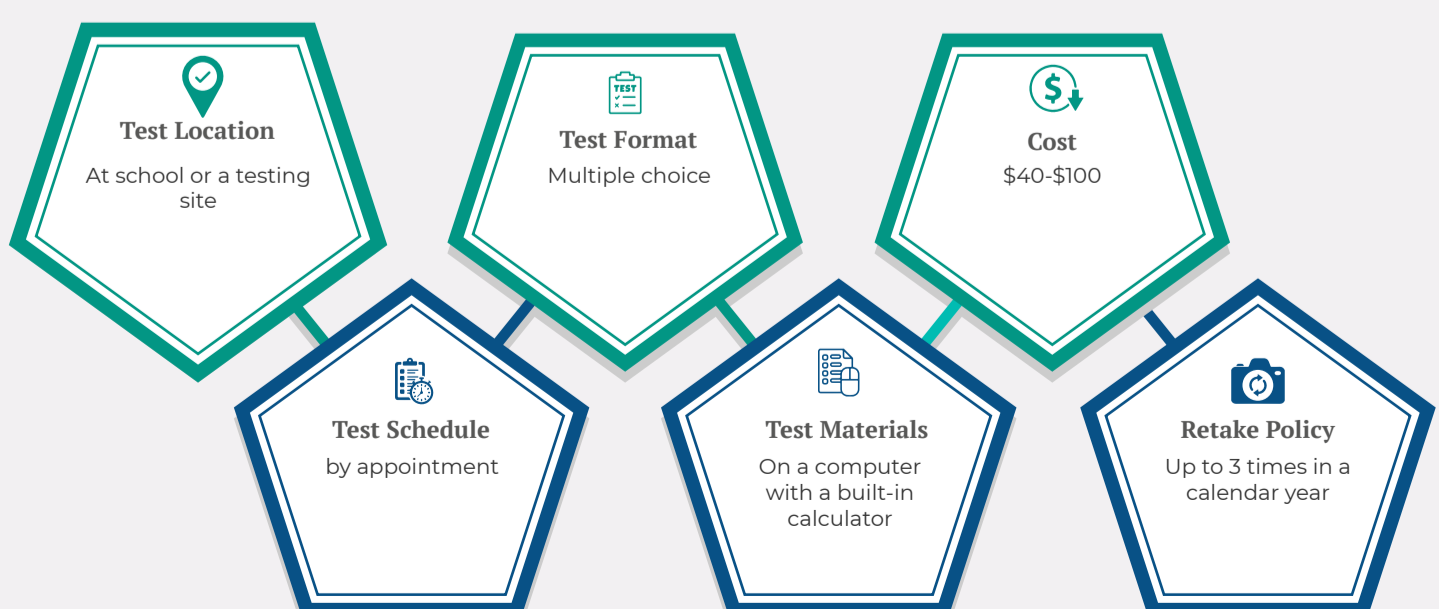 Test Location
At school or a testing
site
TEST
Test Format
Multiple choice
$
Cost
$40-$100
Test Schedule
by appointment
Test Materials
On a computer
with a built-in
calculator
Retake Policy
Up to 3 times in a
calendar year